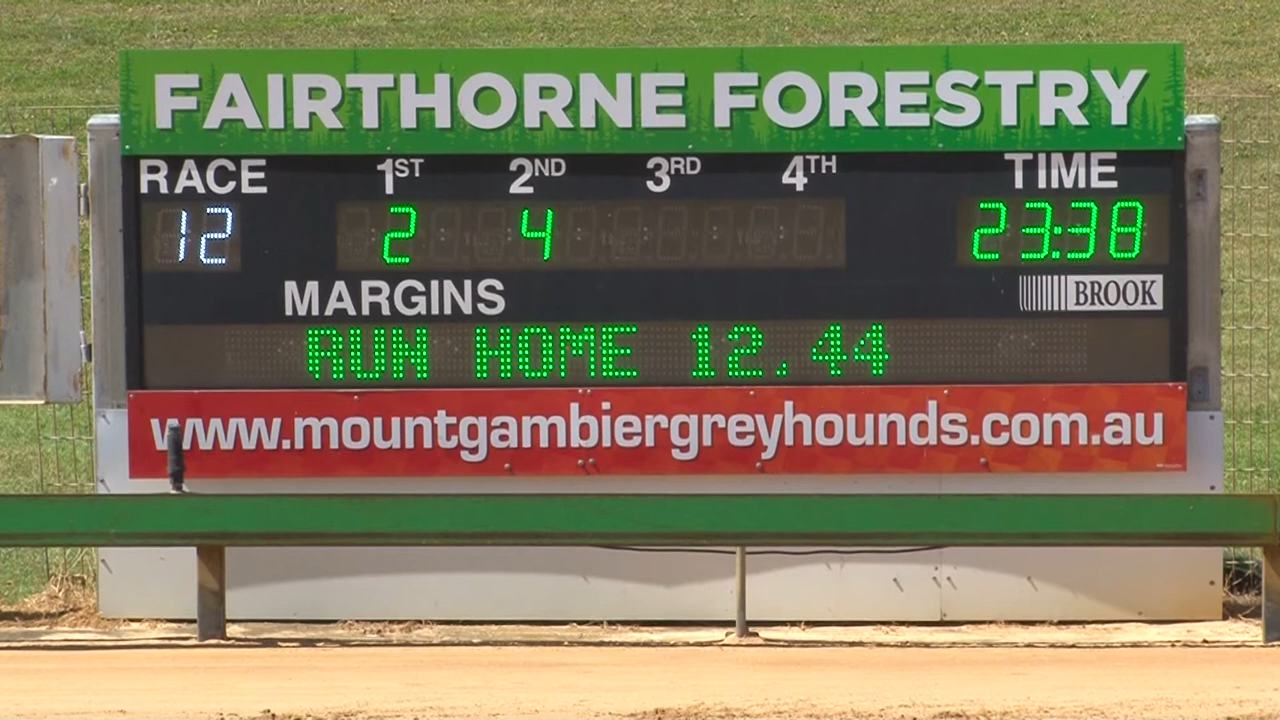 FAIRTHORNE FORESTRY
RACE 1ST 2ND 3RD 4TH TIME
12 2 4 23:38
MARGINS BROOK
RUN HOME 12.44
www.mountgambiergreyhounds.com.au